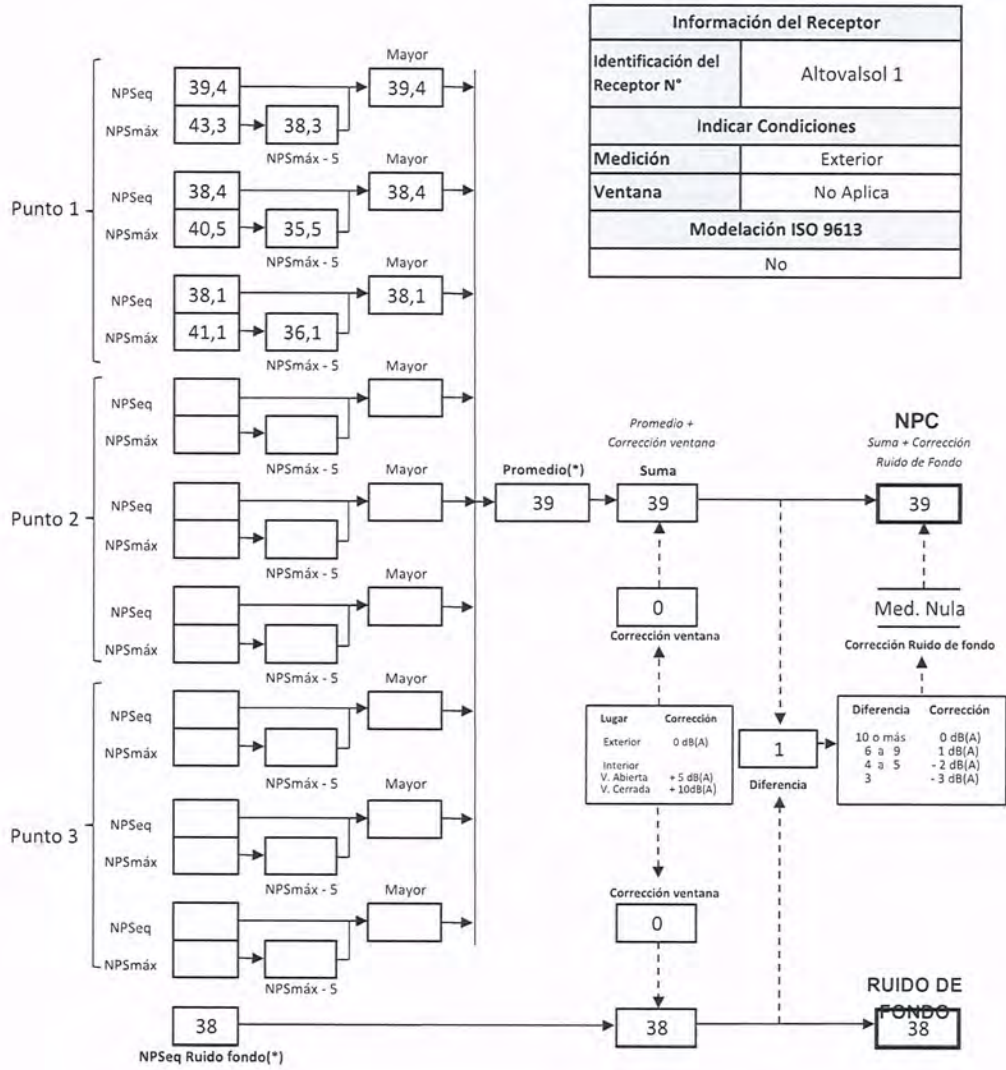 Información del Receptor
Identificación del Receptor N° Altovalsol 1
Indicar Condiciones
Medición Exterior
Ventana No Aplica
Modelación ISO 9613
No
Punto 1
Mayor
NPSeq 39,4 39,4
NPSmáx 43,3 38,3
NPSmáx - 5
Mayor
NPSeq 38,4 38,4
NPSmáx 40,5 35,5
NPSmáx - 5
Mayor
NPSeq 38,1 38,1
NPSmáx 41,1 36,1
NPSmáx - 5
Punto 2
Mayor
NPSeq
NPSmáx
NPSmáx - 5
Mayor
NPSeq
NPSmáx
NPSmáx - 5
Mayor
NPSeq
NPSmáx
NPSmáx - 5
Punto 3
Mayor
NPSeq
NPSmáx
NPSmáx - 5
Mayor
NPSeq
NPSmáx
NPSmáx - 5
Mayor
NPSeq
NPSmáx
NPSmáx - 5
38
NPSeq Ruido fondo(*)
Promedio(*)
39
Promedio +
Corrección ventana
Suma
39
0
Corrección ventana
Lugar Corrección
Exterior 0 dB(A)
Interior
V. Abierta + 5 dB(A)
V. Cerrada + 10dB(A)
Corrección ventana
0
38
1
Diferencia
NPC
Suma + Corrección
Ruido de Fondo
39
Med. Nula
Corrección Ruido de fondo
Diferencia Corrección
10 o más 0 dB(A)
6 a 9 1 dB(A)
4 a 5 - 2 dB(A)
3 - 3 dB(A)
RUIDO DE
FONDO
38